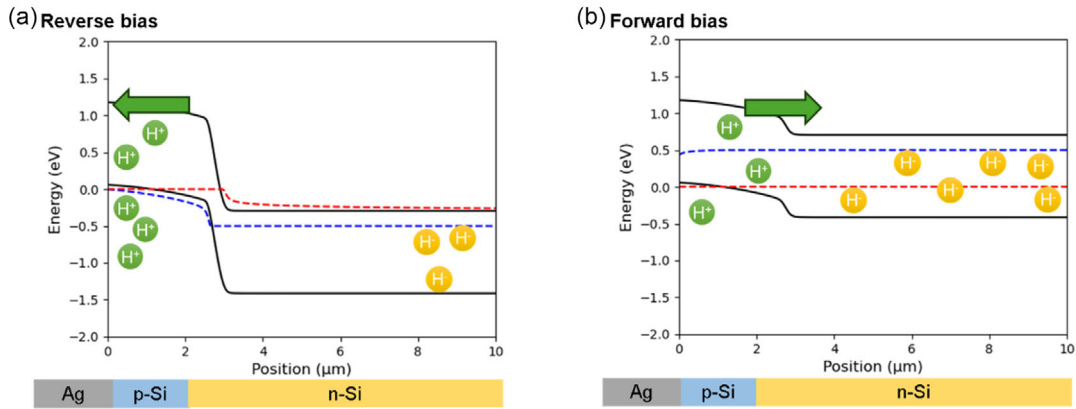 (a) Reverse bias
2.0
1.5
1.0
0.5
0.0
−0.5
−1.0
−1.5
−2.0
Energy (eV)
H⁺
H⁺
H⁺
H⁺
H⁺
H⁻
H⁻
H⁻
0 2 4 6 8 10
Position (μm)
Ag p-Si n-Si
(b) Forward bias
2.0
1.5
1.0
0.5
0.0
−0.5
−1.0
−1.5
−2.0
Energy (eV)
H⁺
H⁺
H⁺
H⁻
H⁻
H⁻
H⁻
H⁻
H⁻
0 2 4 6 8 10
Position (μm)
Ag p-Si n-Si